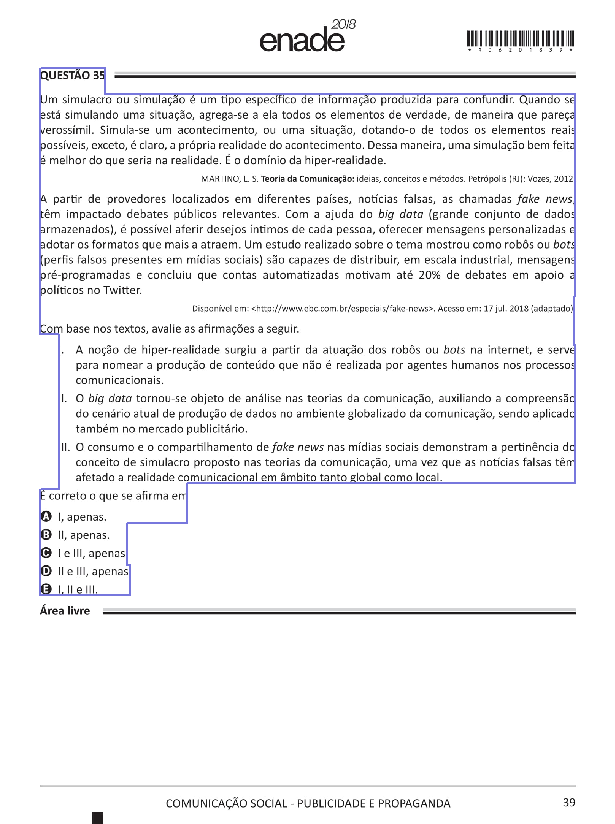 enade 2018
QUESTÃO 35
Um simulacro ou simulação é um tipo específico de informação produzida para confundir. Quando se
está simulando uma situação, agrega-se a ela todos os elementos de verdade, de maneira que pareça
verossímil. Simula-se um acontecimento, ou uma situação, dotando-o de todos os elementos reais
possíveis, exceto, é claro, a própria realidade do acontecimento. Dessa maneira, uma simulação bem feita
é melhor do que seria na realidade. É o domínio da hiper-realidade.
MARTINO, L. S. Teoria da Comunicação: ideias, conceitos e métodos. Petrópolis (RJ): Vozes, 2012.
A partir de provedores localizados em diferentes países, notícias falsas, as chamadas fake news,
têm impactado debates públicos relevantes. Com a ajuda do big data (grande conjunto de dados
armazenados), é possível aferir desejos íntimos de cada pessoa, oferecer mensagens personalizadas e
adotar os formatos que mais a atraem. Um estudo realizado sobre o tema mostrou como robôs ou bots
(perfis falsos presentes em mídias sociais) são capazes de distribuir, em escala industrial, mensagens
pré-programadas e concluiu que contas automatizadas motivam até 20% de debates em apoio a
políticos no Twitter.
Disponível em: <http://www.ebc.com.br/especiais/fake-news>. Acesso em: 17 jul. 2018 (adaptado).
Com base nos textos, avalie as afirmações a seguir.
I. A noção de hiper-realidade surgiu a partir da atuação dos robôs ou bots na internet, e serve
para nomear a produção de conteúdo que não é realizada por agentes humanos nos processos
comunicacionais.
II. O big data tornou-se objeto de análise nas teorias da comunicação, auxiliando a compreensão
do cenário atual de produção de dados no ambiente globalizado da comunicação, sendo aplicado
também no mercado publicitário.
III. O consumo e o compartilhamento de fake news nas mídias sociais demonstram a pertinência do
conceito de simulacro proposto nas teorias da comunicação, uma vez que as notícias falsas têm
afetado a realidade comunicacional em âmbito tanto global como local.
É correto o que se afirma em
A I, apenas.
B II, apenas.
C I e III, apenas.
D II e III, apenas.
E I, II e III.
Área livre
COMUNICAÇÃO SOCIAL - PUBLICIDADE E PROPAGANDA
39